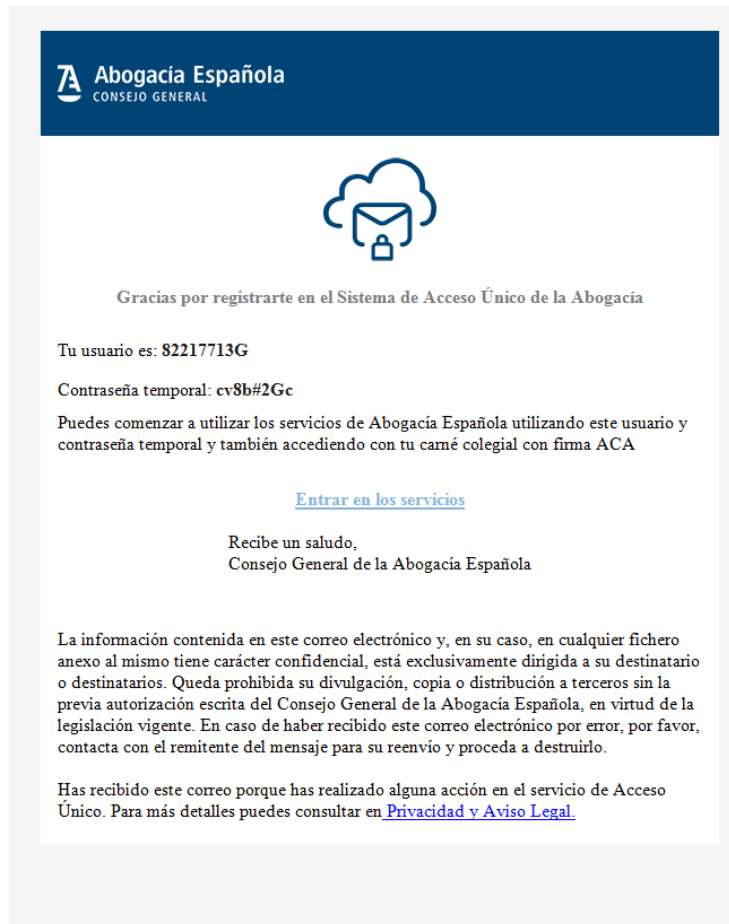 Abogacía Española
CONSEJO GENERAL
Gracias por registrarte en el Sistema de Acceso Único de la Abogacía
Tu usuario es: 82217713G
Contraseña temporal: cv8b#2Gc
Puedes comenzar a utilizar los servicios de Abogacía Española utilizando este usuario y
contraseña temporal y también accediendo con tu carné colegial con firma ACA
Entrar en los servicios
Recibe un saludo,
Consejo General de la Abogacía Española
La información contenida en este correo electrónico y, en su caso, en cualquier fichero
anexo al mismo tiene carácter confidencial, está exclusivamente dirigida a su destinatario
o destinatarios. Queda prohibida su divulgación, copia o distribución a terceros sin la
previa autorización escrita del Consejo General de la Abogacía Española, en virtud de la
legislación vigente. En caso de haber recibido este correo electrónico por error, por favor,
contacta con el remitente del mensaje para su reenvío y proceda a destruirlo.
Has recibido este correo porque has realizado alguna acción en el servicio de Acceso
Único. Para más detalles puedes consultar en Privacidad y Aviso Legal.